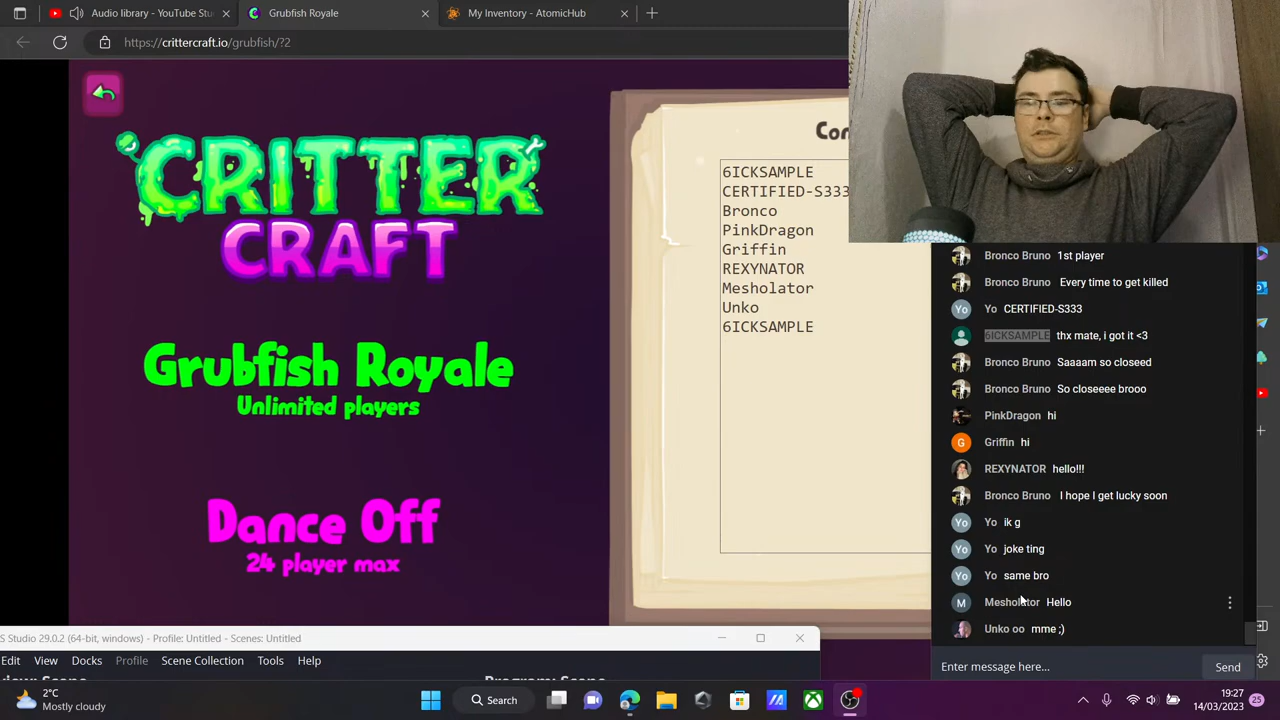 Audio library - YouTube Stu
Grubfish Royale
My Inventory - AtomicHub
https://crittercraft.io/grubfish/?2
CRITTER
CRAFT
Grubfish Royale
Unlimited players
Dance Off
24 player max
Con
6ICKSAMPLE
CERTIFIED-S333
Bronco
PinkDragon
Griffin
REXYNATOR
Mesholator
Unko
6ICKSAMPLE
Bronco Bruno 1st player
Bronco Bruno Every time to get killed
Yo Yo CERTIFIED-S333
6ICKSAMPLE thx mate, i got it <3
Bronco Bruno Saaaam so closeed
Bronco Bruno So closeeee brooo
PinkDragon hi
G Griffin hi
REXYNATOR hello!!!
Bronco Bruno I hope I get lucky soon
Yo Yo ik g
Yo Yo joke ting
Yo Yo same bro
M Mesholator Hello
Unko oo mme ;)
Enter message here...
Send
S Studio 29.0.2 (64-bit, windows) - Profile: Untitled - Scenes: Untitled
Edit View Docks Profile Scene Collection Tools Help
2°C
Mostly cloudy
Search
19:27
14/03/2023
25